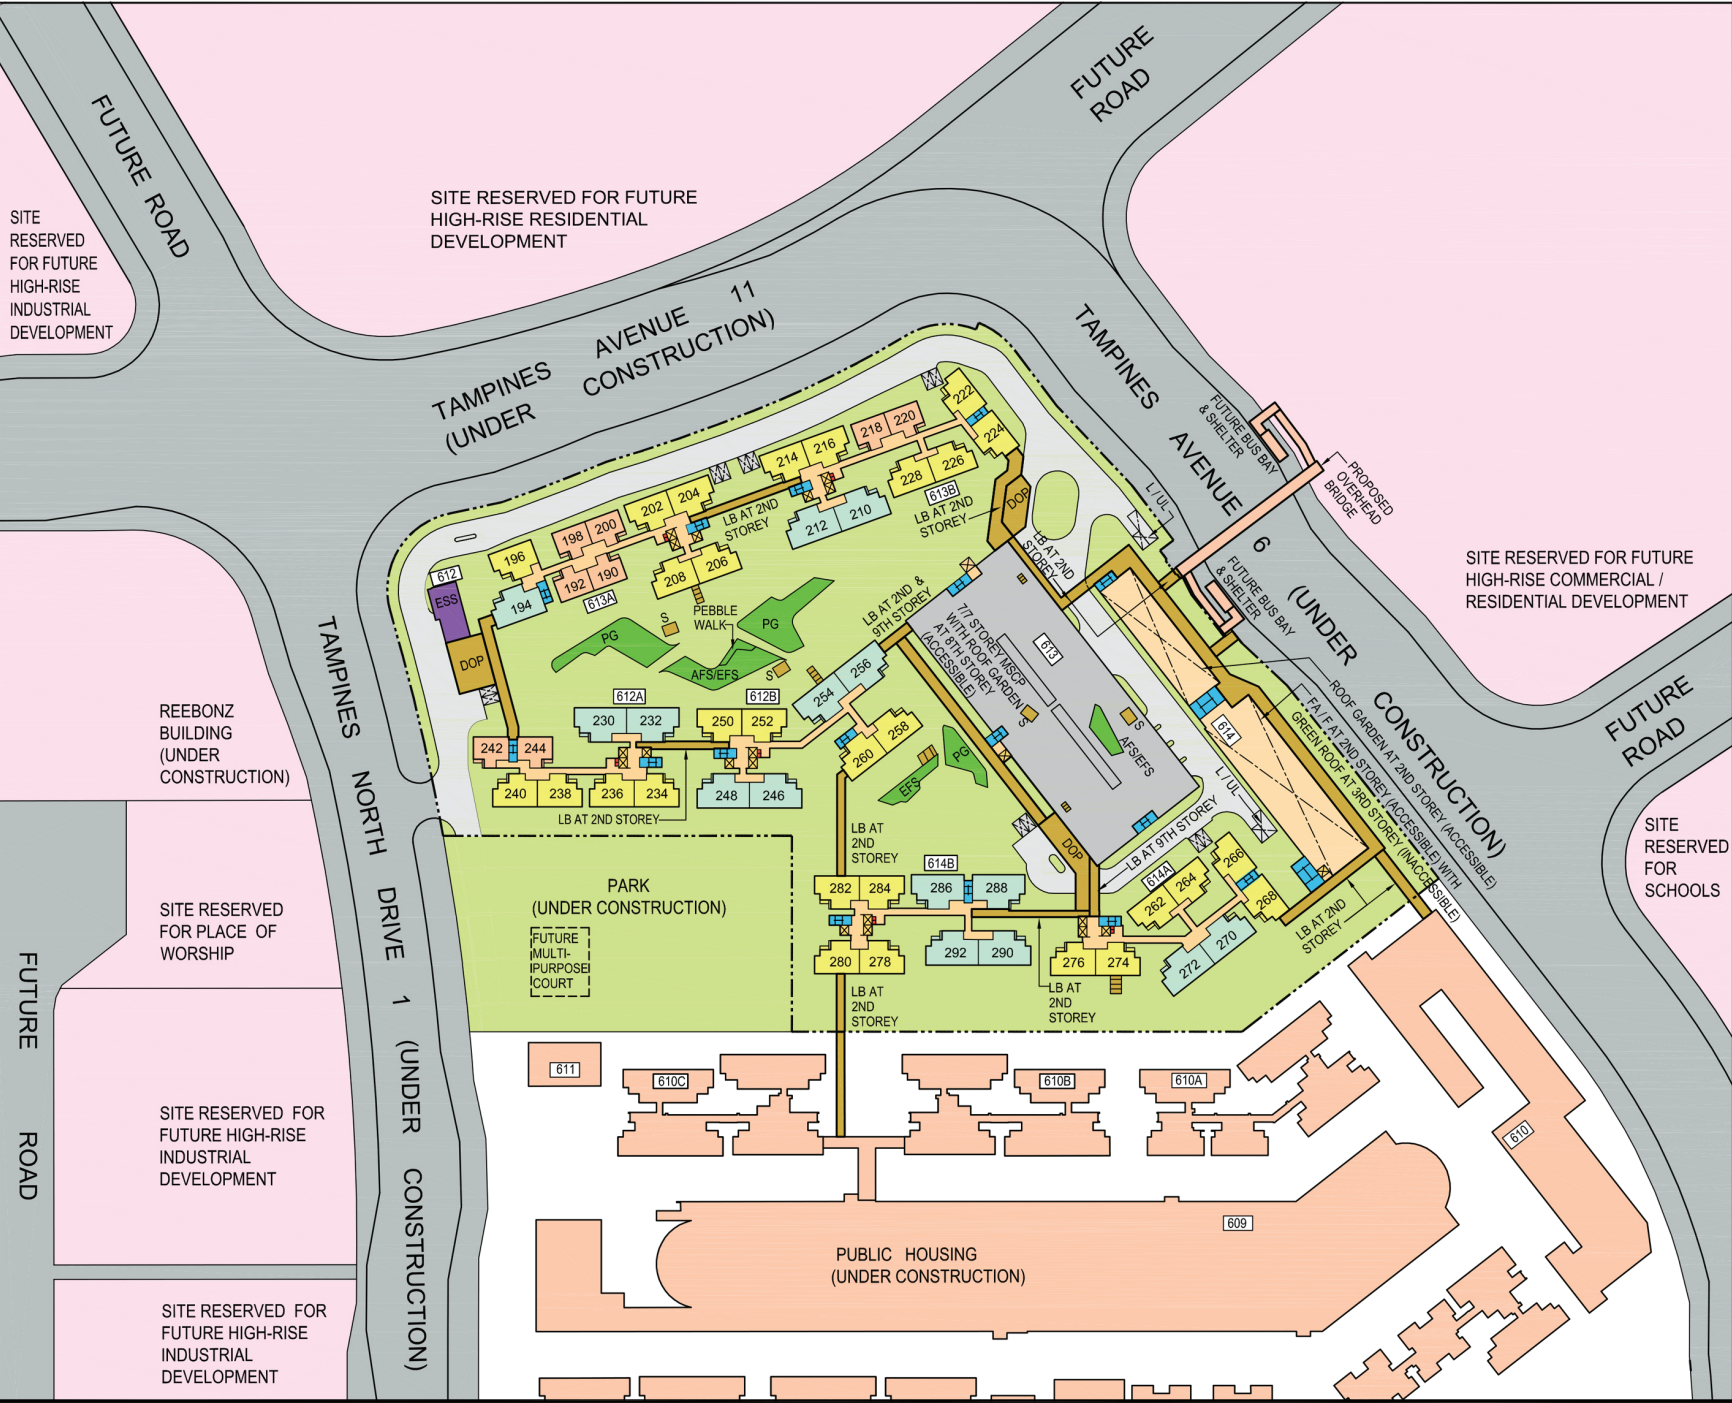 FUTURE
ROAD
FUTURE ROAD
SITE RESERVED FOR FUTURE
HIGH-RISE RESIDENTIAL
DEVELOPMENT
SITE
RESERVED
FOR FUTURE
HIGH-RISE
INDUSTRIAL
DEVELOPMENT
TAMPINES AVENUE 11
(UNDER CONSTRUCTION)
TAMPINES AVENUE 6 (UNDER CONSTRUCTION)
FUTURE BUS BAY
& SHELTER
PROPOSED
OVERHEAD
BRIDGE
L / UL
FUTURE BUS BAY
& SHELTER
SITE RESERVED FOR FUTURE
HIGH-RISE COMMERCIAL /
RESIDENTIAL DEVELOPMENT
222
224
218 220
214 216
228 226
613B
212 210
LB AT 2ND
STOREY
DOP
LB AT 2ND
STOREY
202 204
LB AT 2ND
STOREY
198 200
196
192 190
613A
208 206
194
612
ESS
DOP
PEBBLE
WALK
S
PG
PG
AFS/EFS
S
LB AT 2ND &
9TH STOREY
613
7/7 STOREY MSCP
WITH ROOF GARDEN
AT 8TH STOREY
(ACCESSIBLE)
S
S
AFS/EFS
614
ROOF GARDEN AT 2ND STOREY (ACCESSIBLE)
FA / F AT 2ND STOREY (ACCESSIBLE) WITH
GREEN ROOF AT 3RD STOREY (INACCESSIBLE)
FUTURE
ROAD
612A
230 232
612B
250 252
254 256
260 258
242 244
240 238
236 234
248 246
LB AT 2ND STOREY
PG
EFS
L / UL
LB AT 9TH STOREY
DOP
LB AT
2ND
STOREY
614B
282 284
286 288
614A
262 264
266
268
280 278
292 290
276 274
272 270
LB AT 2ND
STOREY
LB AT
2ND
STOREY
LB AT
2ND
STOREY
TAMPINES NORTH DRIVE 1 (UNDER CONSTRUCTION)
REEBONZ
BUILDING
(UNDER
CONSTRUCTION)
PARK
(UNDER CONSTRUCTION)
FUTURE
MULTI-
PURPOSE
COURT
SITE
RESERVED
FOR
SCHOOLS
SITE RESERVED
FOR PLACE OF
WORSHIP
FUTURE ROAD
SITE RESERVED FOR
FUTURE HIGH-RISE
INDUSTRIAL
DEVELOPMENT
SITE RESERVED FOR
FUTURE HIGH-RISE
INDUSTRIAL
DEVELOPMENT
611
610C
610B
610A
610
609
PUBLIC HOUSING
(UNDER CONSTRUCTION)